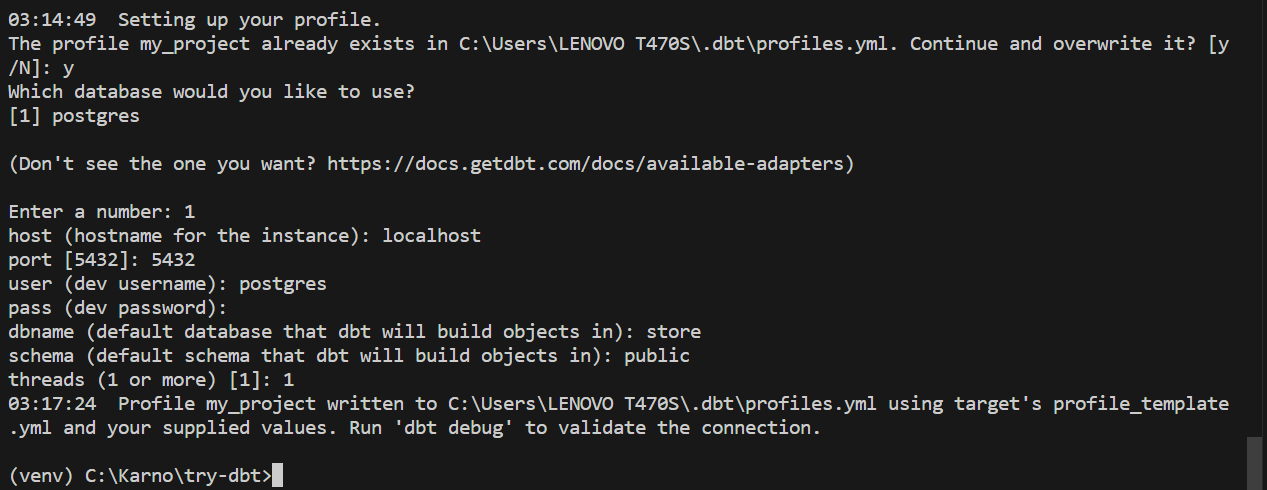 03:14:49  Setting up your profile.
The profile my_project already exists in C:\Users\LENOVO T470S\.dbt\profiles.yml. Continue and overwrite it? [y
/N]: y
Which database would you like to use?
[1] postgres
(Don't see the one you want? https://docs.getdbt.com/docs/available-adapters)
Enter a number: 1
host (hostname for the instance): localhost
port [5432]: 5432
user (dev username): postgres
pass (dev password):
dbname (default database that dbt will build objects in): store
schema (default schema that dbt will build objects in): public
threads (1 or more) [1]: 1
03:17:24  Profile my_project written to C:\Users\LENOVO T470S\.dbt\profiles.yml using target's profile_template
.yml and your supplied values. Run 'dbt debug' to validate the connection.
(venv) C:\Karno\try-dbt>